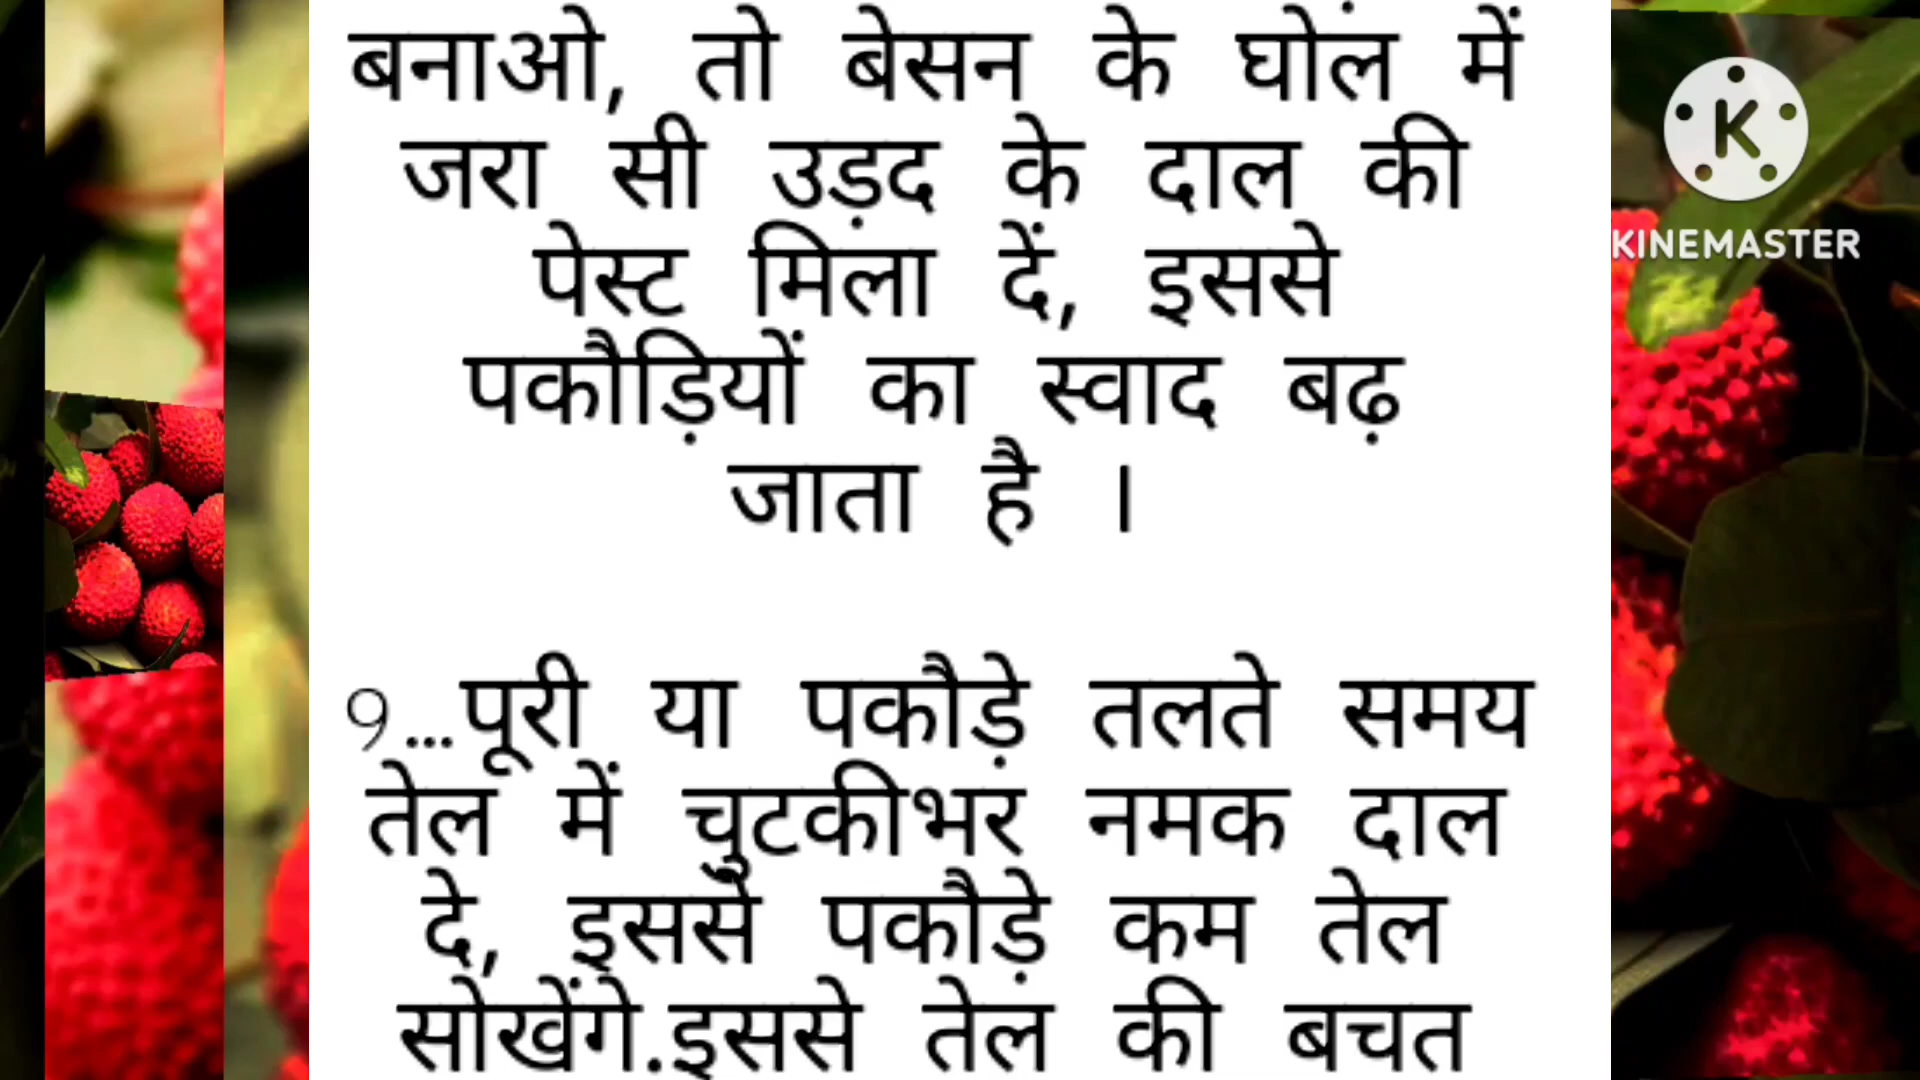 बनाओ, तो बेसन के घोल में
जरा सी उड़द के दाल की
पेस्ट मिला दें, इससे
पकौड़ियों का स्वाद बढ़
जाता है ।
9...पूरी या पकौड़े तलते समय
तेल में चुटकीभर नमक दाल
दे, इससे पकौड़े कम तेल
सोखेंगे.इससे तेल की बचत
K
KINEMASTER